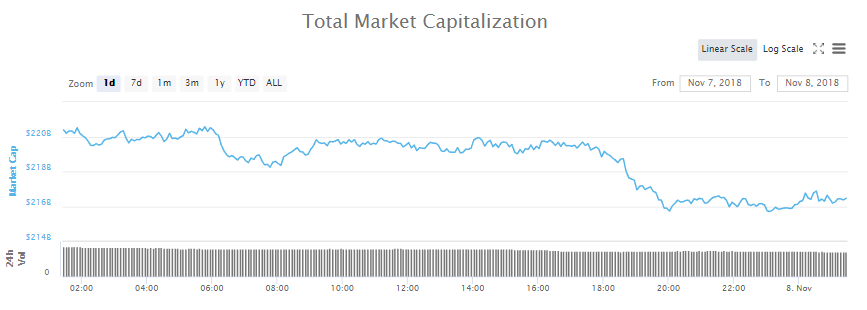 Total Market Capitalization
Linear Scale Log Scale
Zoom 1d 7d 1m 3m 1y YTD ALL From Nov 7, 2018 To Nov 8, 2018
Market Cap
$220B
$218B
$216B
$214B
24h Vol
0
02:00 04:00 06:00 08:00 10:00 12:00 14:00 16:00 18:00 20:00 22:00 8. Nov